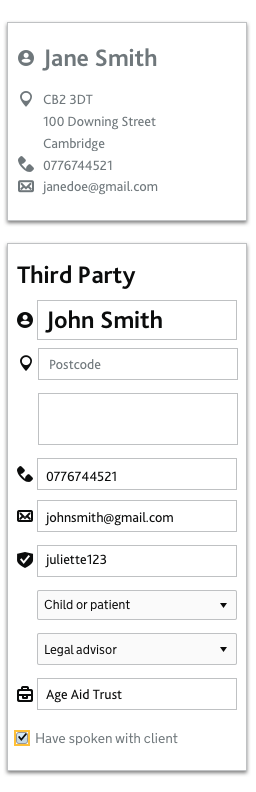 Jane Smith
CB2 3DT
100 Downing Street
Cambridge
0776744521
janedoe@gmail.com
Third Party
John Smith
Postcode
0776744521
johnsmith@gmail.com
juliette123
Child or patient
Legal advisor
Age Aid Trust
Have spoken with client